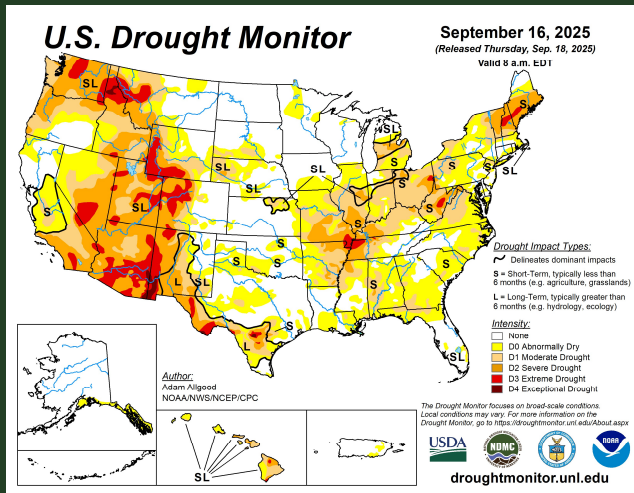 U.S. Drought Monitor
September 16, 2025
(Released Thursday, Sep. 18, 2025)
Valid 8 a.m. EDT
SL
S
SL
S
SL
SL
SL
S
S
S
SL
SL
S
S
S
S
SL
S
S
S
L
SL
S
S
L
S
SL
Drought Impact Types:
Delineates dominant impacts
S = Short-Term, typically less than
6 months (e.g. agriculture, grasslands)
L = Long-Term, typically greater than
6 months (e.g. hydrology, ecology)
Intensity:
None
D0 Abnormally Dry
D1 Moderate Drought
D2 Severe Drought
D3 Extreme Drought
D4 Exceptional Drought
Author:
Adam Allgood
NOAA/NWS/NCEP/CPC
SL
The Drought Monitor focuses on broad-scale conditions.
Local conditions may vary. For more information on the
Drought Monitor, go to https://droughtmonitor.unl.edu/About.aspx
USDA
NDMC
NOAA
droughtmonitor.unl.edu